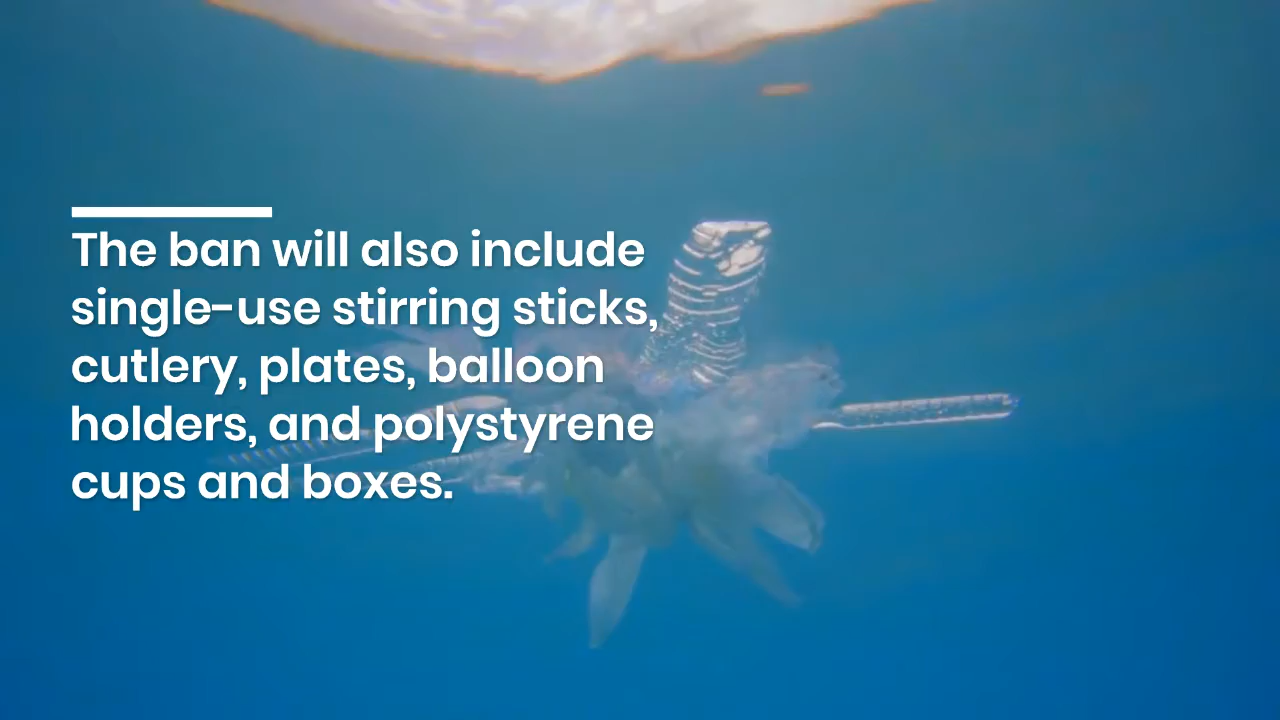 The ban will also include
single-use stirring sticks,
cutlery, plates, balloon
holders, and polystyrene
cups and boxes.